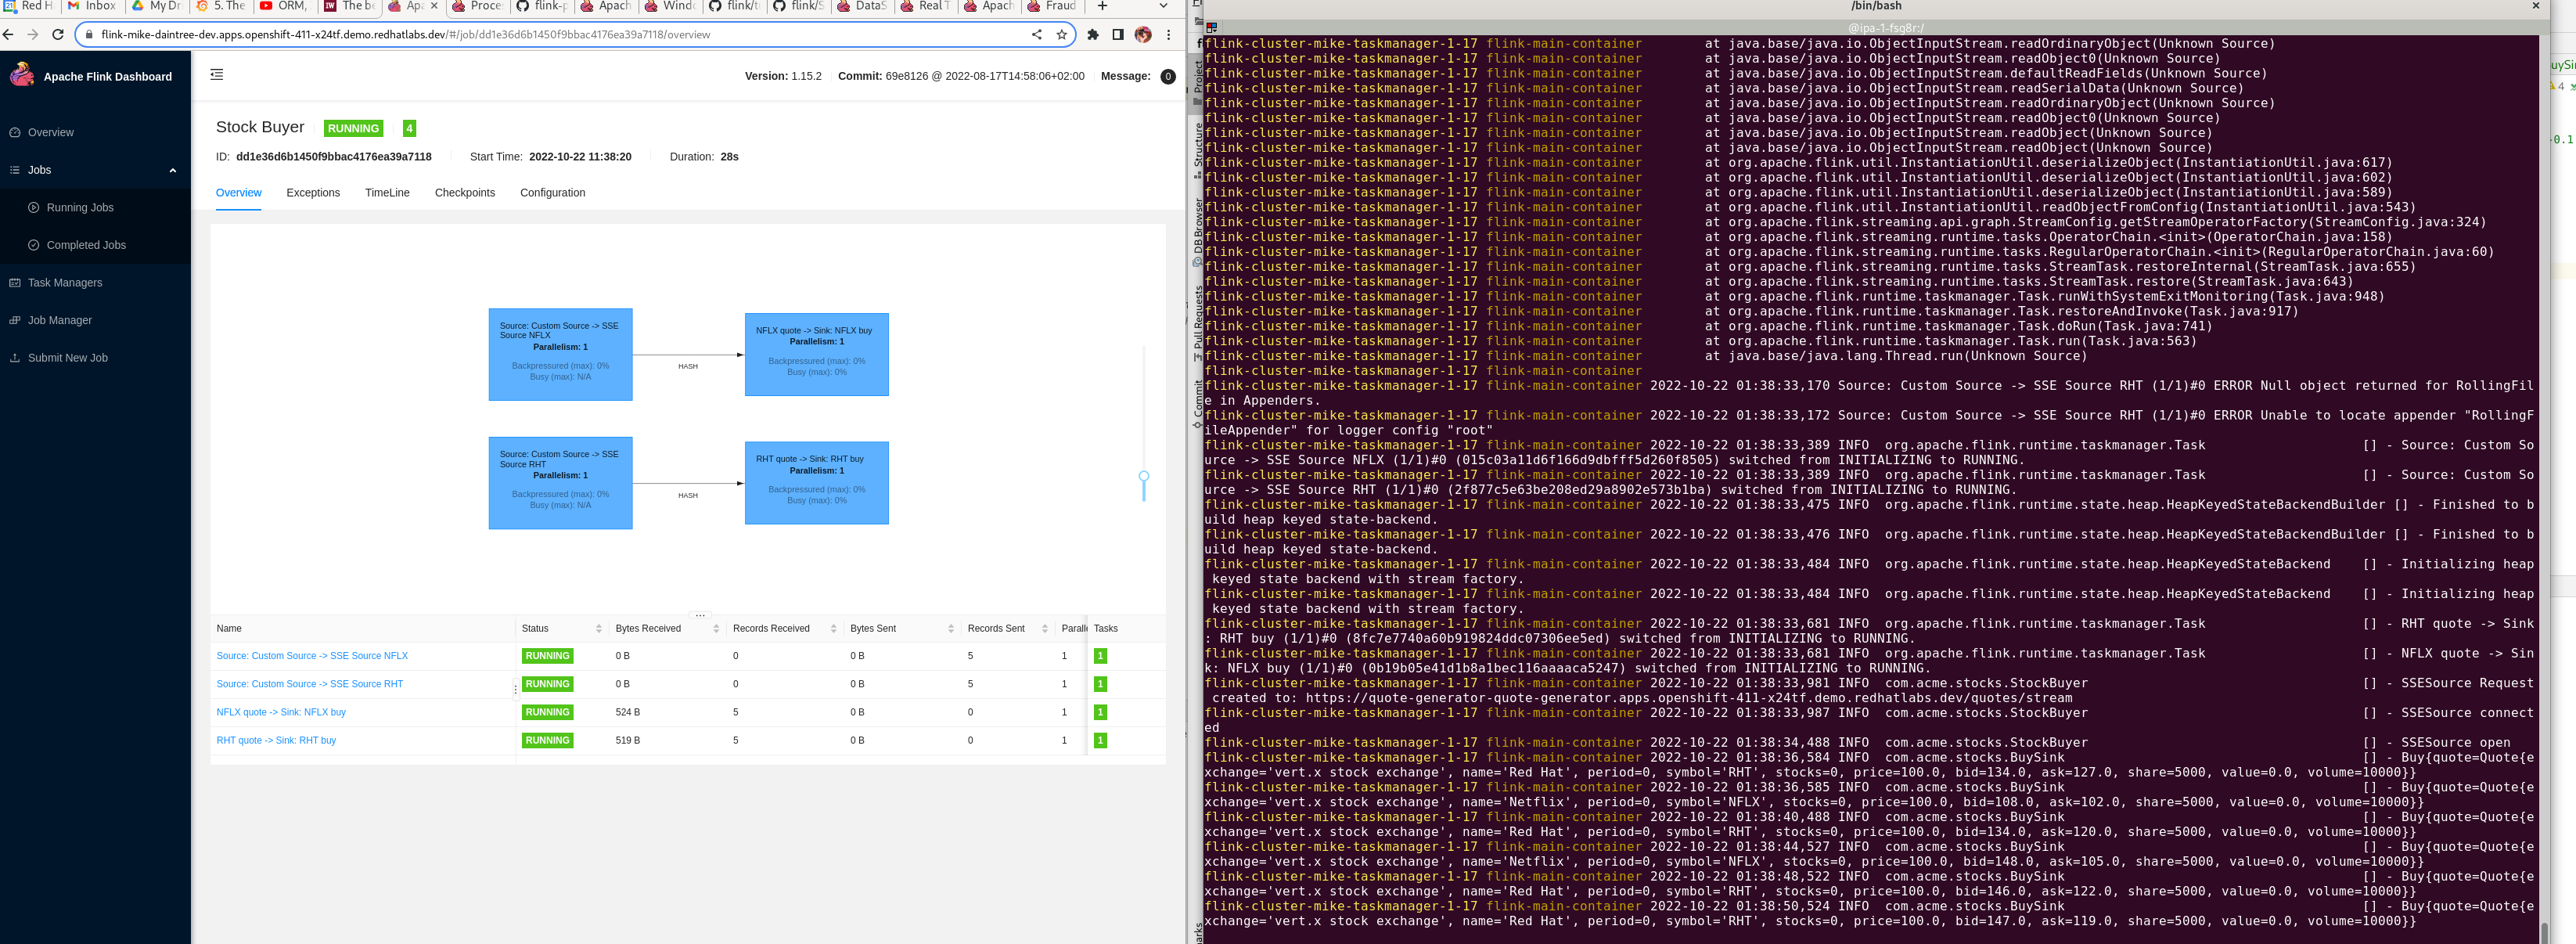 Red H
Inbox
My Dr
5. The
ORM,
The be
Apa
Proce
flink-p
Apach
Windo
flink/t
flink/S
DataS
Real T
Apach
Fraud
flink-mike-daintree-dev.apps.openshift-411-x24tf.demo.redhatlabs.dev/#/job/dd1e36d6b1450f9bbac4176ea39a7118/overview
Apache Flink Dashboard
Version: 1.15.2 Commit: 69e8126 @ 2022-08-17T14:58:06+02:00 Message: 0
Overview
Jobs
Running Jobs
Completed Jobs
Task Managers
Job Manager
Submit New Job
Stock Buyer RUNNING 4
ID: dd1e36d6b1450f9bbac4176ea39a7118 Start Time: 2022-10-22 11:38:20 Duration: 28s
Overview Exceptions TimeLine Checkpoints Configuration
Source: Custom Source -> SSE
Source NFLX
Parallelism: 1
Backpressured (max): 0%
Busy (max): N/A
HASH
NFLX quote -> Sink: NFLX buy
Parallelism: 1
Backpressured (max): 0%
Busy (max): 0%
Source: Custom Source -> SSE
Source RHT
Parallelism: 1
Backpressured (max): 0%
Busy (max): N/A
HASH
RHT quote -> Sink: RHT buy
Parallelism: 1
Backpressured (max): 0%
Busy (max): 0%
Name Status Bytes Received Records Received Bytes Sent Records Sent Paralle Tasks
Source: Custom Source -> SSE Source NFLX RUNNING 0 B 0 0 B 5 1 1
Source: Custom Source -> SSE Source RHT RUNNING 0 B 0 0 B 5 1 1
NFLX quote -> Sink: NFLX buy RUNNING 524 B 5 0 B 0 1 1
RHT quote -> Sink: RHT buy RUNNING 519 B 5 0 B 0 1 1
Project
Structure
DB Browser
Pull Requests
Commit
marks
/bin/bash
@ipa-1-fsg8r:/
flink-cluster-mike-taskmanager-1-17 flink-main-container at java.base/java.io.ObjectInputStream.readOrdinaryObject(Unknown Source)
flink-cluster-mike-taskmanager-1-17 flink-main-container at java.base/java.io.ObjectInputStream.readObject0(Unknown Source)
flink-cluster-mike-taskmanager-1-17 flink-main-container at java.base/java.io.ObjectInputStream.defaultReadFields(Unknown Source)
flink-cluster-mike-taskmanager-1-17 flink-main-container at java.base/java.io.ObjectInputStream.readSerialData(Unknown Source)
flink-cluster-mike-taskmanager-1-17 flink-main-container at java.base/java.io.ObjectInputStream.readOrdinaryObject(Unknown Source)
flink-cluster-mike-taskmanager-1-17 flink-main-container at java.base/java.io.ObjectInputStream.readObject0(Unknown Source)
flink-cluster-mike-taskmanager-1-17 flink-main-container at java.base/java.io.ObjectInputStream.readObject(Unknown Source)
flink-cluster-mike-taskmanager-1-17 flink-main-container at java.base/java.io.ObjectInputStream.readObject(Unknown Source)
flink-cluster-mike-taskmanager-1-17 flink-main-container at org.apache.flink.util.InstantiationUtil.deserializeObject(InstantiationUtil.java:617)
flink-cluster-mike-taskmanager-1-17 flink-main-container at org.apache.flink.util.InstantiationUtil.deserializeObject(InstantiationUtil.java:602)
flink-cluster-mike-taskmanager-1-17 flink-main-container at org.apache.flink.util.InstantiationUtil.deserializeObject(InstantiationUtil.java:589)
flink-cluster-mike-taskmanager-1-17 flink-main-container at org.apache.flink.util.InstantiationUtil.readObjectFromConfig(InstantiationUtil.java:543)
flink-cluster-mike-taskmanager-1-17 flink-main-container at org.apache.flink.streaming.api.graph.StreamConfig.getStreamOperatorFactory(StreamConfig.java:324)
flink-cluster-mike-taskmanager-1-17 flink-main-container at org.apache.flink.streaming.runtime.tasks.OperatorChain.<init>(OperatorChain.java:158)
flink-cluster-mike-taskmanager-1-17 flink-main-container at org.apache.flink.streaming.runtime.tasks.RegularOperatorChain.<init>(RegularOperatorChain.java:60)
flink-cluster-mike-taskmanager-1-17 flink-main-container at org.apache.flink.streaming.runtime.tasks.StreamTask.restoreInternal(StreamTask.java:655)
flink-cluster-mike-taskmanager-1-17 flink-main-container at org.apache.flink.streaming.runtime.tasks.StreamTask.restore(StreamTask.java:643)
flink-cluster-mike-taskmanager-1-17 flink-main-container at org.apache.flink.runtime.taskmanager.Task.runWithSystemExitMonitoring(Task.java:948)
flink-cluster-mike-taskmanager-1-17 flink-main-container at org.apache.flink.runtime.taskmanager.Task.restoreAndInvoke(Task.java:917)
flink-cluster-mike-taskmanager-1-17 flink-main-container at org.apache.flink.runtime.taskmanager.Task.doRun(Task.java:741)
flink-cluster-mike-taskmanager-1-17 flink-main-container at org.apache.flink.runtime.taskmanager.Task.run(Task.java:563)
flink-cluster-mike-taskmanager-1-17 flink-main-container at java.base/java.lang.Thread.run(Unknown Source)
flink-cluster-mike-taskmanager-1-17 flink-main-container
flink-cluster-mike-taskmanager-1-17 flink-main-container 2022-10-22 01:38:33,170 Source: Custom Source -> SSE Source RHT (1/1)#0 ERROR Null object returned for RollingFil
e in Appenders.
flink-cluster-mike-taskmanager-1-17 flink-main-container 2022-10-22 01:38:33,172 Source: Custom Source -> SSE Source RHT (1/1)#0 ERROR Unable to locate appender "RollingF
ileAppender" for logger config "root"
flink-cluster-mike-taskmanager-1-17 flink-main-container 2022-10-22 01:38:33,389 INFO org.apache.flink.runtime.taskmanager.Task [] - Source: Custom So
urce -> SSE Source NFLX (1/1)#0 (015c03a11d6f166d9dbfff5d260f8505) switched from INITIALIZING to RUNNING.
flink-cluster-mike-taskmanager-1-17 flink-main-container 2022-10-22 01:38:33,389 INFO org.apache.flink.runtime.taskmanager.Task [] - Source: Custom So
urce -> SSE Source RHT (1/1)#0 (2f877c5e63be208ed29a8902e573b1ba) switched from INITIALIZING to RUNNING.
flink-cluster-mike-taskmanager-1-17 flink-main-container 2022-10-22 01:38:33,475 INFO org.apache.flink.runtime.state.heap.HeapKeyedStateBackendBuilder [] - Finished to b
uild heap keyed state-backend.
flink-cluster-mike-taskmanager-1-17 flink-main-container 2022-10-22 01:38:33,476 INFO org.apache.flink.runtime.state.heap.HeapKeyedStateBackendBuilder [] - Finished to b
uild heap keyed state-backend.
flink-cluster-mike-taskmanager-1-17 flink-main-container 2022-10-22 01:38:33,484 INFO org.apache.flink.runtime.state.heap.HeapKeyedStateBackend [] - Initializing heap
keyed state backend with stream factory.
flink-cluster-mike-taskmanager-1-17 flink-main-container 2022-10-22 01:38:33,484 INFO org.apache.flink.runtime.state.heap.HeapKeyedStateBackend [] - Initializing heap
keyed state backend with stream factory.
flink-cluster-mike-taskmanager-1-17 flink-main-container 2022-10-22 01:38:33,681 INFO org.apache.flink.runtime.taskmanager.Task [] - RHT quote -> Sink
: RHT buy (1/1)#0 (8fc7e7740a60b919824ddc07306ee5ed) switched from INITIALIZING to RUNNING.
flink-cluster-mike-taskmanager-1-17 flink-main-container 2022-10-22 01:38:33,681 INFO org.apache.flink.runtime.taskmanager.Task [] - NFLX quote -> Sin
k: NFLX buy (1/1)#0 (0b19b05e41d1b8a1bec116aaaaca5247) switched from INITIALIZING to RUNNING.
flink-cluster-mike-taskmanager-1-17 flink-main-container 2022-10-22 01:38:33,981 INFO com.acme.stocks.StockBuyer [] - SSESource Request
created to: https://quote-generator-quote-generator.apps.openshift-411-x24tf.demo.redhatlabs.dev/quotes/stream
flink-cluster-mike-taskmanager-1-17 flink-main-container 2022-10-22 01:38:33,987 INFO com.acme.stocks.StockBuyer [] - SSESource connect
ed
flink-cluster-mike-taskmanager-1-17 flink-main-container 2022-10-22 01:38:34,488 INFO com.acme.stocks.StockBuyer [] - SSESource open
flink-cluster-mike-taskmanager-1-17 flink-main-container 2022-10-22 01:38:36,584 INFO com.acme.stocks.BuySink [] - Buy{quote=Quote{e
xchange='vert.x stock exchange', name='Red Hat', period=0, symbol='RHT', stocks=0, price=100.0, bid=134.0, ask=127.0, share=5000, value=0.0, volume=10000}}
flink-cluster-mike-taskmanager-1-17 flink-main-container 2022-10-22 01:38:36,585 INFO com.acme.stocks.BuySink [] - Buy{quote=Quote{e
xchange='vert.x stock exchange', name='Netflix', period=0, symbol='NFLX', stocks=0, price=100.0, bid=108.0, ask=102.0, share=5000, value=0.0, volume=10000}}
flink-cluster-mike-taskmanager-1-17 flink-main-container 2022-10-22 01:38:40,488 INFO com.acme.stocks.BuySink [] - Buy{quote=Quote{e
xchange='vert.x stock exchange', name='Red Hat', period=0, symbol='RHT', stocks=0, price=100.0, bid=134.0, ask=120.0, share=5000, value=0.0, volume=10000}}
flink-cluster-mike-taskmanager-1-17 flink-main-container 2022-10-22 01:38:44,527 INFO com.acme.stocks.BuySink [] - Buy{quote=Quote{e
xchange='vert.x stock exchange', name='Netflix', period=0, symbol='NFLX', stocks=0, price=100.0, bid=148.0, ask=105.0, share=5000, value=0.0, volume=10000}}
flink-cluster-mike-taskmanager-1-17 flink-main-container 2022-10-22 01:38:48,522 INFO com.acme.stocks.BuySink [] - Buy{quote=Quote{e
xchange='vert.x stock exchange', name='Red Hat', period=0, symbol='RHT', stocks=0, price=100.0, bid=146.0, ask=122.0, share=5000, value=0.0, volume=10000}}
flink-cluster-mike-taskmanager-1-17 flink-main-container 2022-10-22 01:38:50,524 INFO com.acme.stocks.BuySink [] - Buy{quote=Quote{e
xchange='vert.x stock exchange', name='Red Hat', period=0, symbol='RHT', stocks=0, price=100.0, bid=147.0, ask=119.0, share=5000, value=0.0, volume=10000}}
uySin
4
-0.1